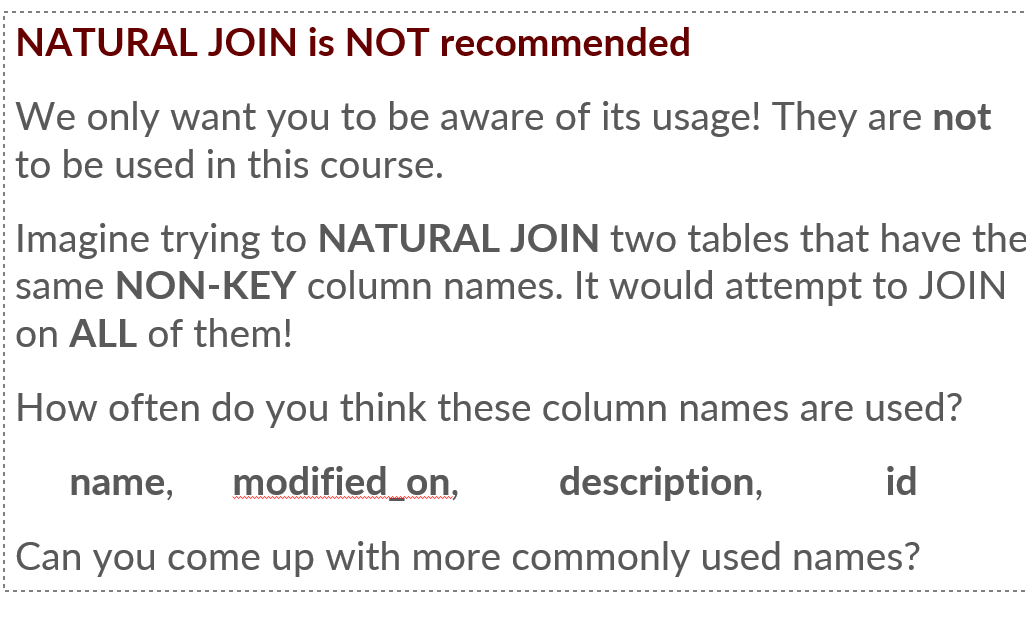 NATURAL JOIN is NOT recommended
We only want you to be aware of its usage! They are not
to be used in this course.
Imagine trying to NATURAL JOIN two tables that have the
same NON-KEY column names. It would attempt to JOIN
on ALL of them!
How often do you think these column names are used?
name, modified_on, description, id
Can you come up with more commonly used names?